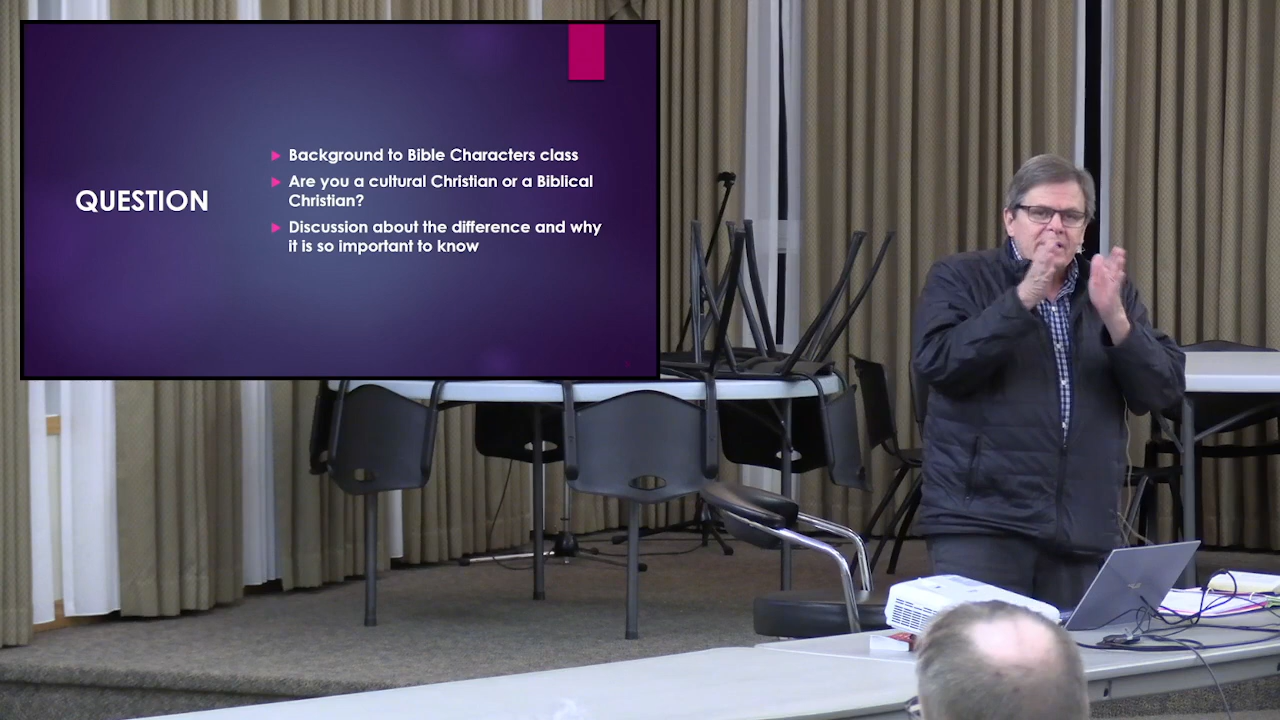 QUESTION
Background to Bible Characters class
Are you a cultural Christian or a Biblical
Christian?
Discussion about the difference and why
it is so important to know